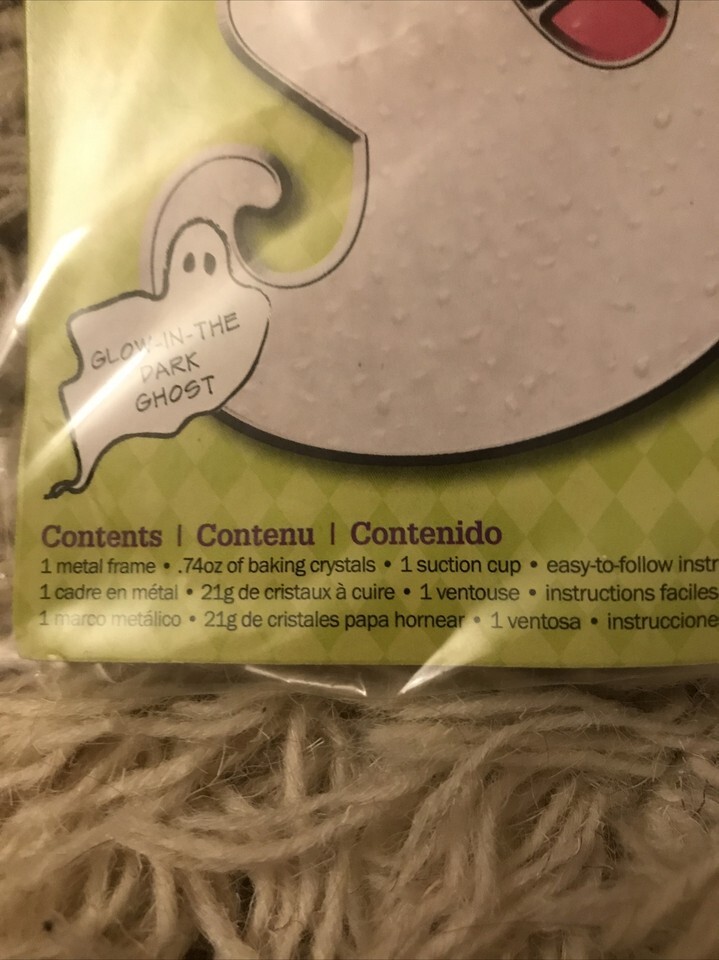 GLOW-IN-THE
DARK
GHOST
Contents | Contenu | Contenido
1 metal frame • .74oz of baking crystals • 1 suction cup • easy-to-follow instr
1 cadre en métal • 21g de cristaux à cuire • 1 ventouse • instructions faciles
1 marco metálico • 21g de cristales papa hornear • 1 ventosa • instruccione